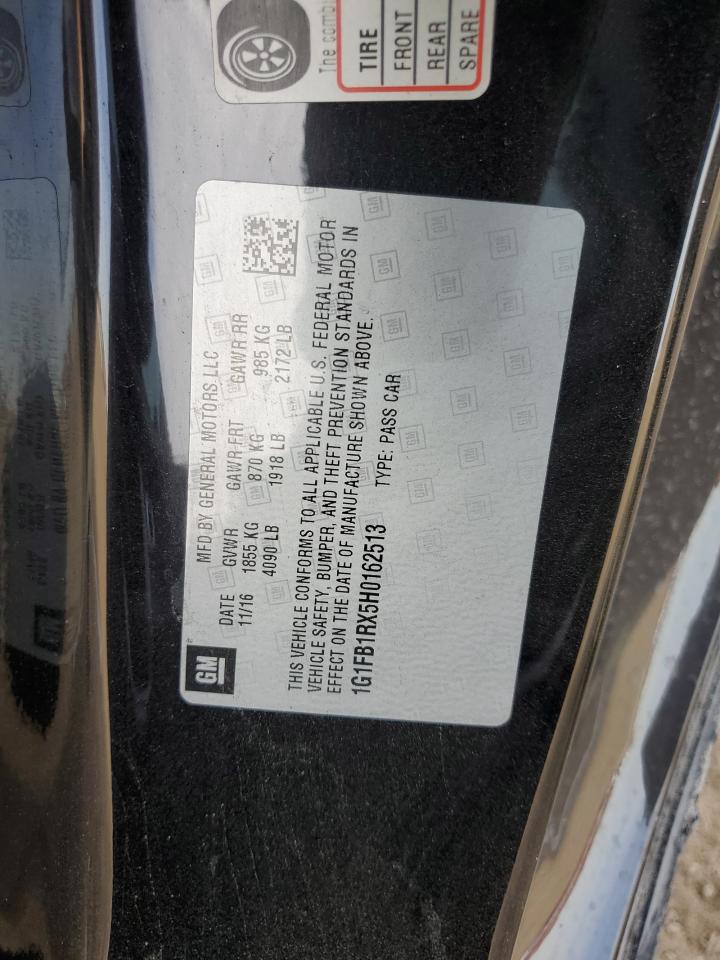 The
TIRE
FRONT
REAR
SPARE
GM
MFD BY GENERAL MOTORS LLC
DATE GVWR GAWR FRT GAWR RR
11/16 1855 KG 870 KG 985 KG
4090 LB 1918 LB 2172 LB
THIS VEHICLE CONFORMS TO ALL APPLICABLE U.S. FEDERAL MOTOR
VEHICLE SAFETY, BUMPER, AND THEFT PREVENTION STANDARDS IN
EFFECT ON THE DATE OF MANUFACTURE SHOWN ABOVE.
1G1FB1RX5H0162513 TYPE: PASS CAR